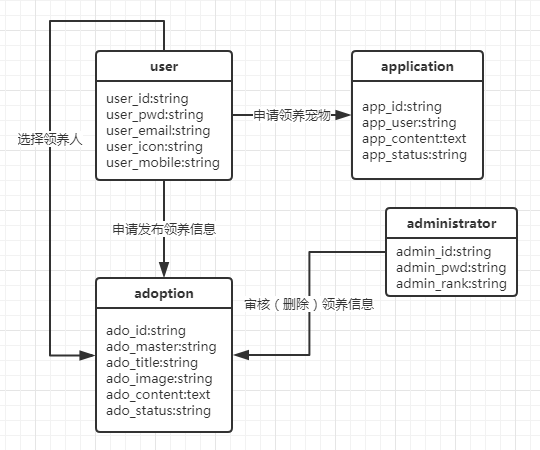 user
user_id:string
user_pwd:string
user_email:string
user_icon:string
user_mobile:string
application
app_id:string
app_user:string
app_content:text
app_status:string
申请领养宠物
选择领养人
申请发布领养信息
administrator
admin_id:string
admin_pwd:string
admin_rank:string
审核（删除）领养信息
adoption
ado_id:string
ado_master:string
ado_title:string
ado_image:string
ado_content:text
ado_status:string